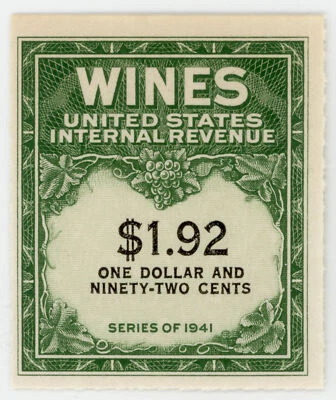 WINES
UNITED STATES
INTERNAL REVENUE
$1.92
ONE DOLLAR AND
NINETY-TWO CENTS
SERIES OF 1941